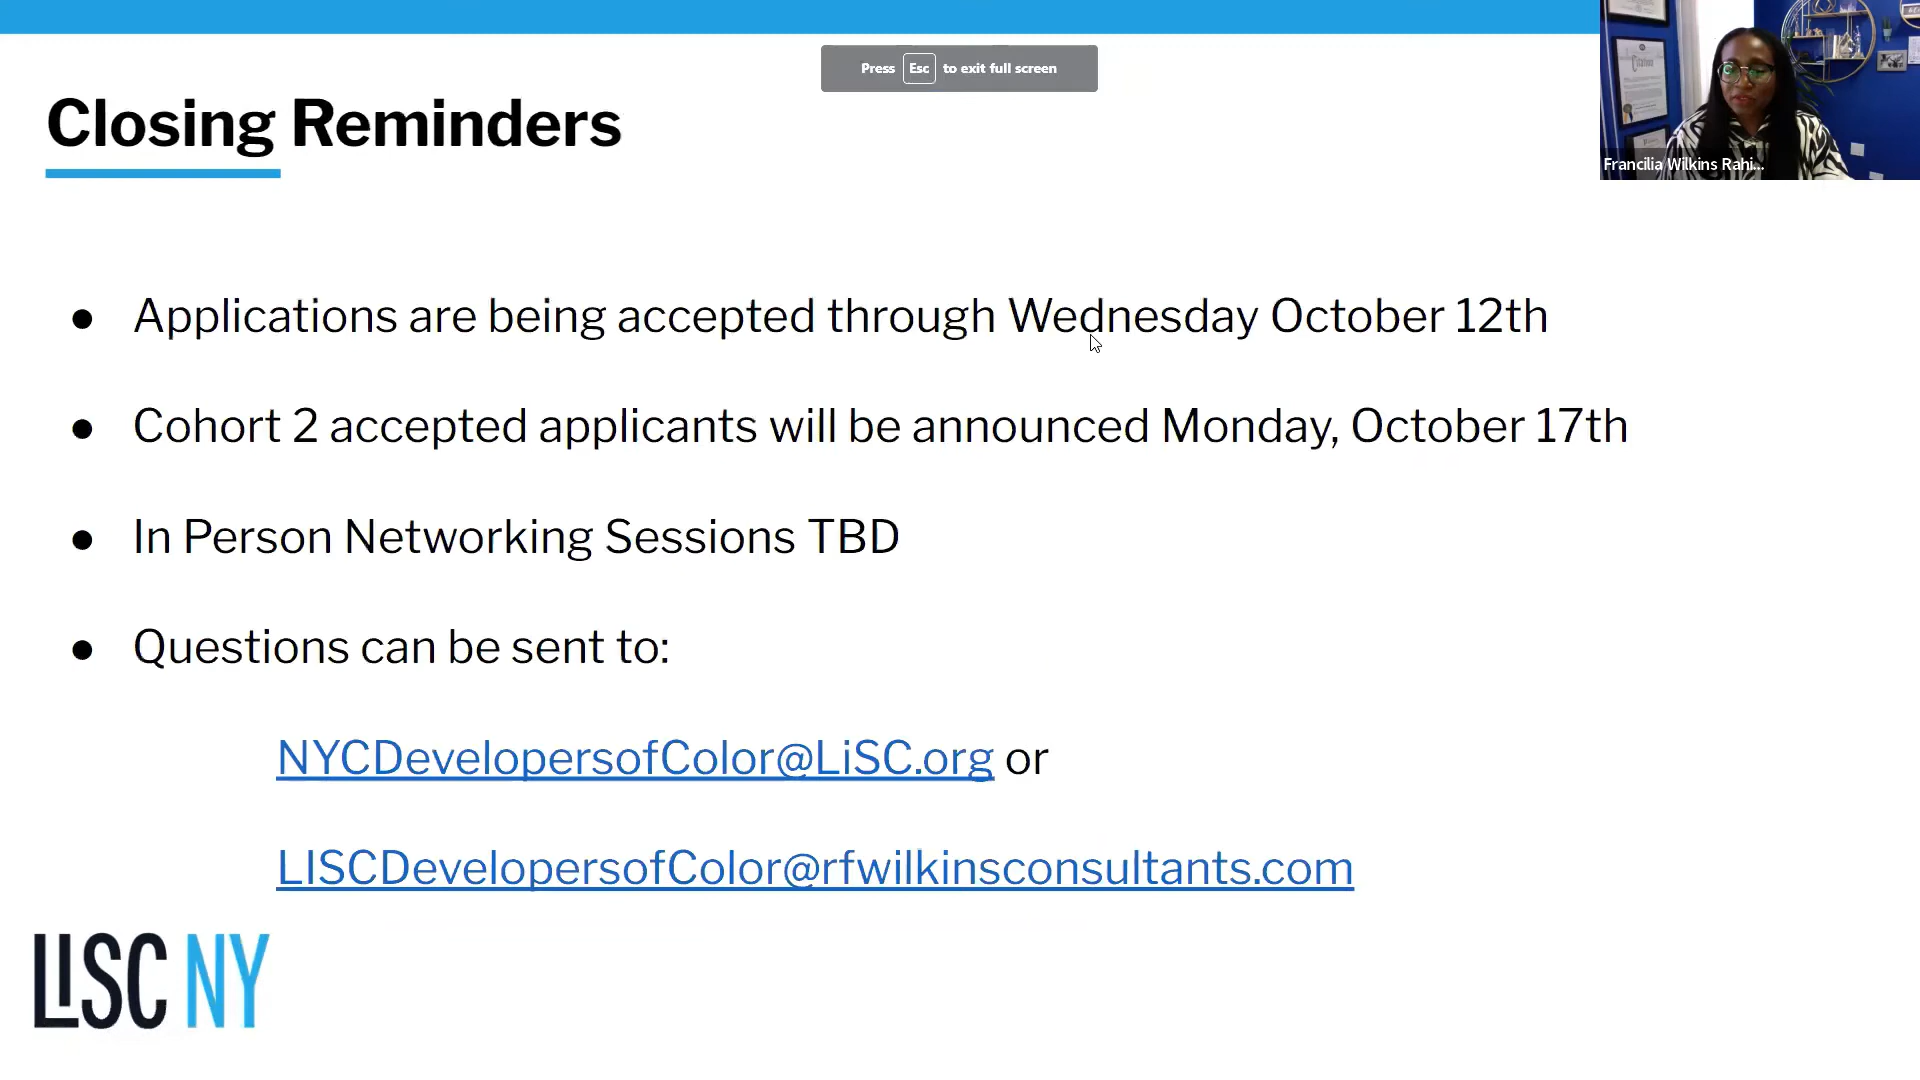 Press Esc to exit full screen
Closing Reminders
Francilia Wilkins Rahi...
● Applications are being accepted through Wednesday October 12th
● Cohort 2 accepted applicants will be announced Monday, October 17th
● In Person Networking Sessions TBD
● Questions can be sent to:
NYCDevelopersofColor@LiSC.org or
LISCDevelopersofColor@rfwilkinsconsultants.com
LISC NY